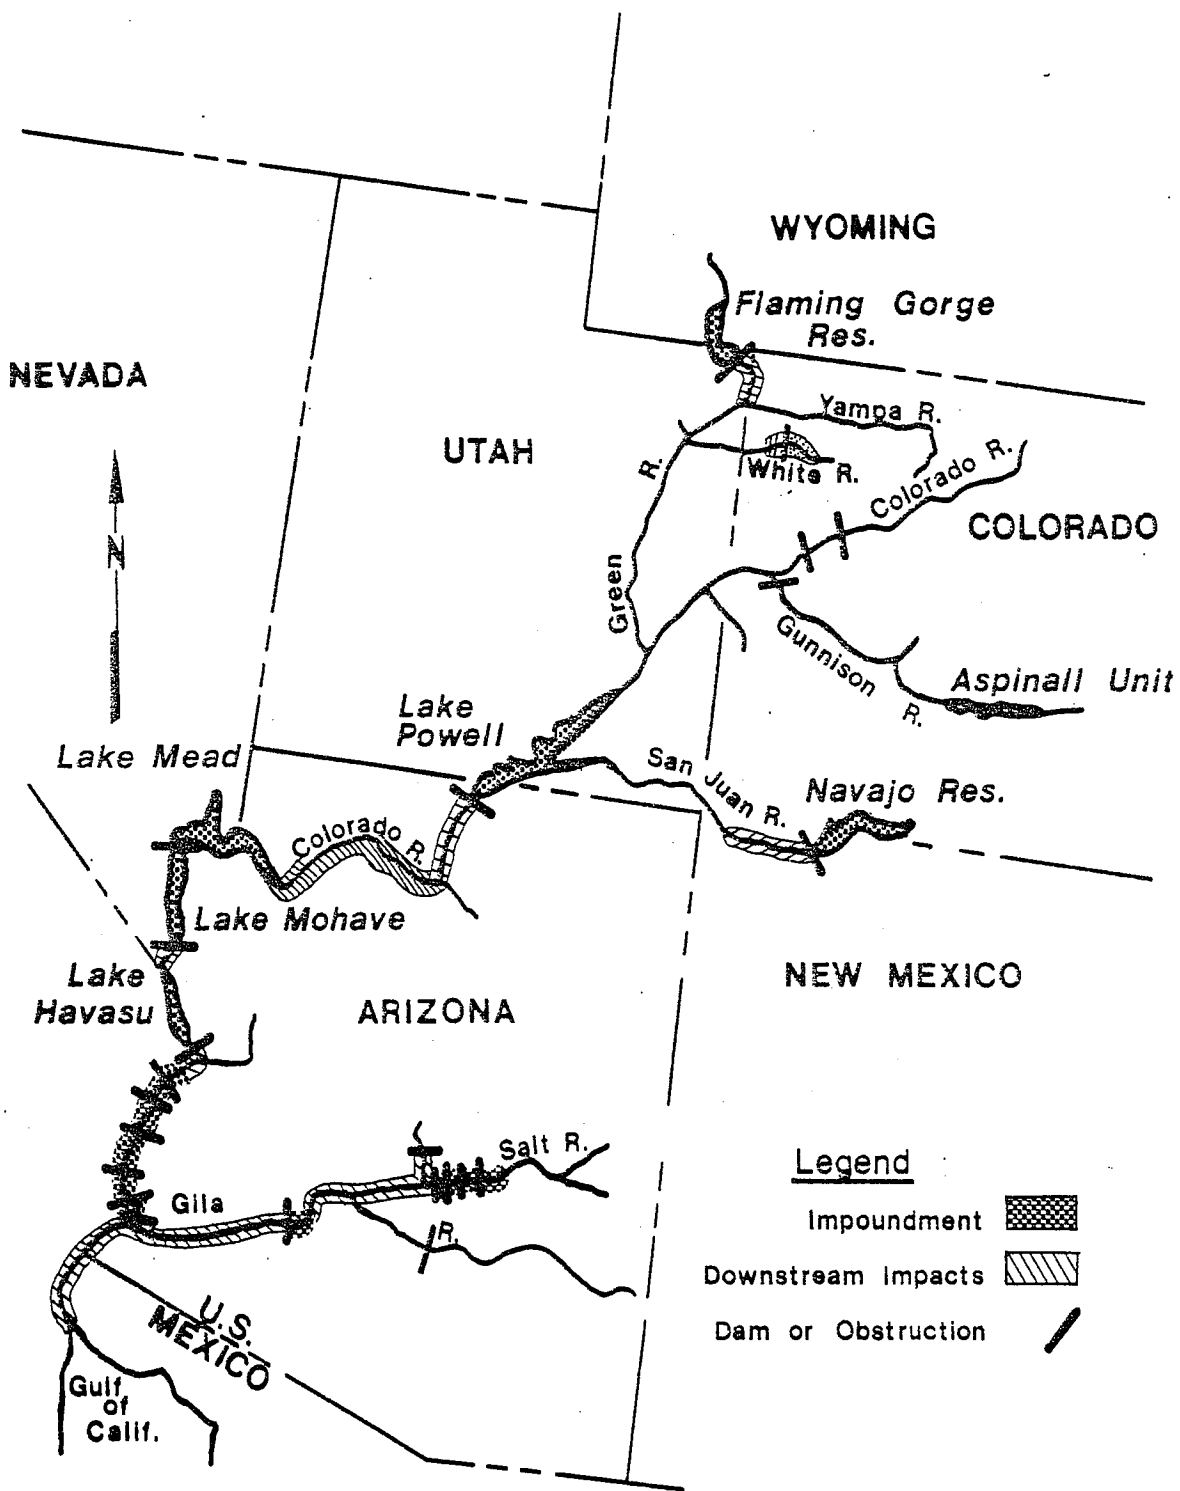 WYOMING
Flaming Gorge
Res.
NEVADA
Yampa R.
UTAH
White R.
Colorado R.
COLORADO
N
Green R.
Gunnison R.
Aspinall Unit
Lake
Powell
Lake Mead
San Juan R.
Navajo Res.
Colorado R.
Lake Mohave
Lake
Havasu
NEW MEXICO
ARIZONA
Salt R.
Legend
Gila R.
Impoundment
Downstream Impacts
Dam or Obstruction
U.S.
MEXICO
Gulf
of
Calif.